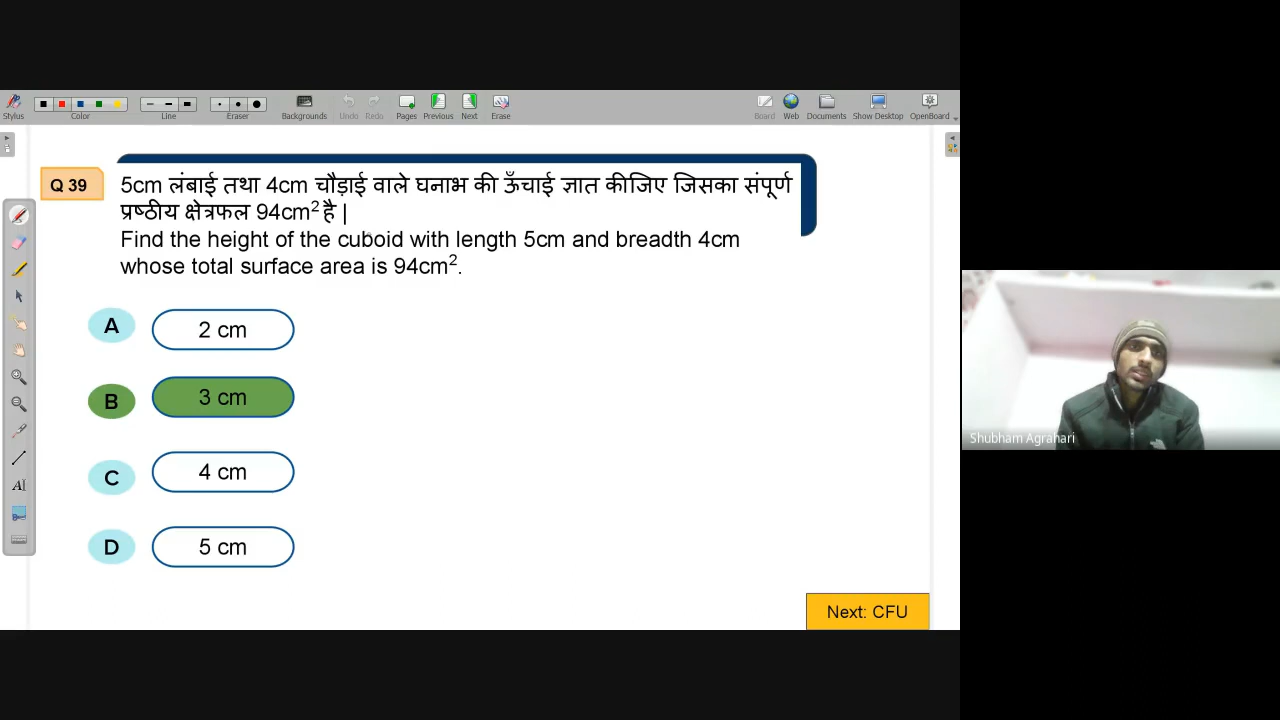 Stylus
Color
Line
Eraser
Backgrounds
Undo
Redo
Pages
Previous
Next
Erase
Board
Web
Documents
Show Desktop
OpenBoard
Q 39
5cm लंबाई तथा 4cm चौड़ाई वाले घनाभ की ऊँचाई ज्ञात कीजिए जिसका संपूर्ण
प्रष्ठीय क्षेत्रफल 94cm² है |
Find the height of the cuboid with length 5cm and breadth 4cm
whose total surface area is 94cm².
A 2 cm
B 3 cm
C 4 cm
D 5 cm
Next: CFU
Shubham Agrahari